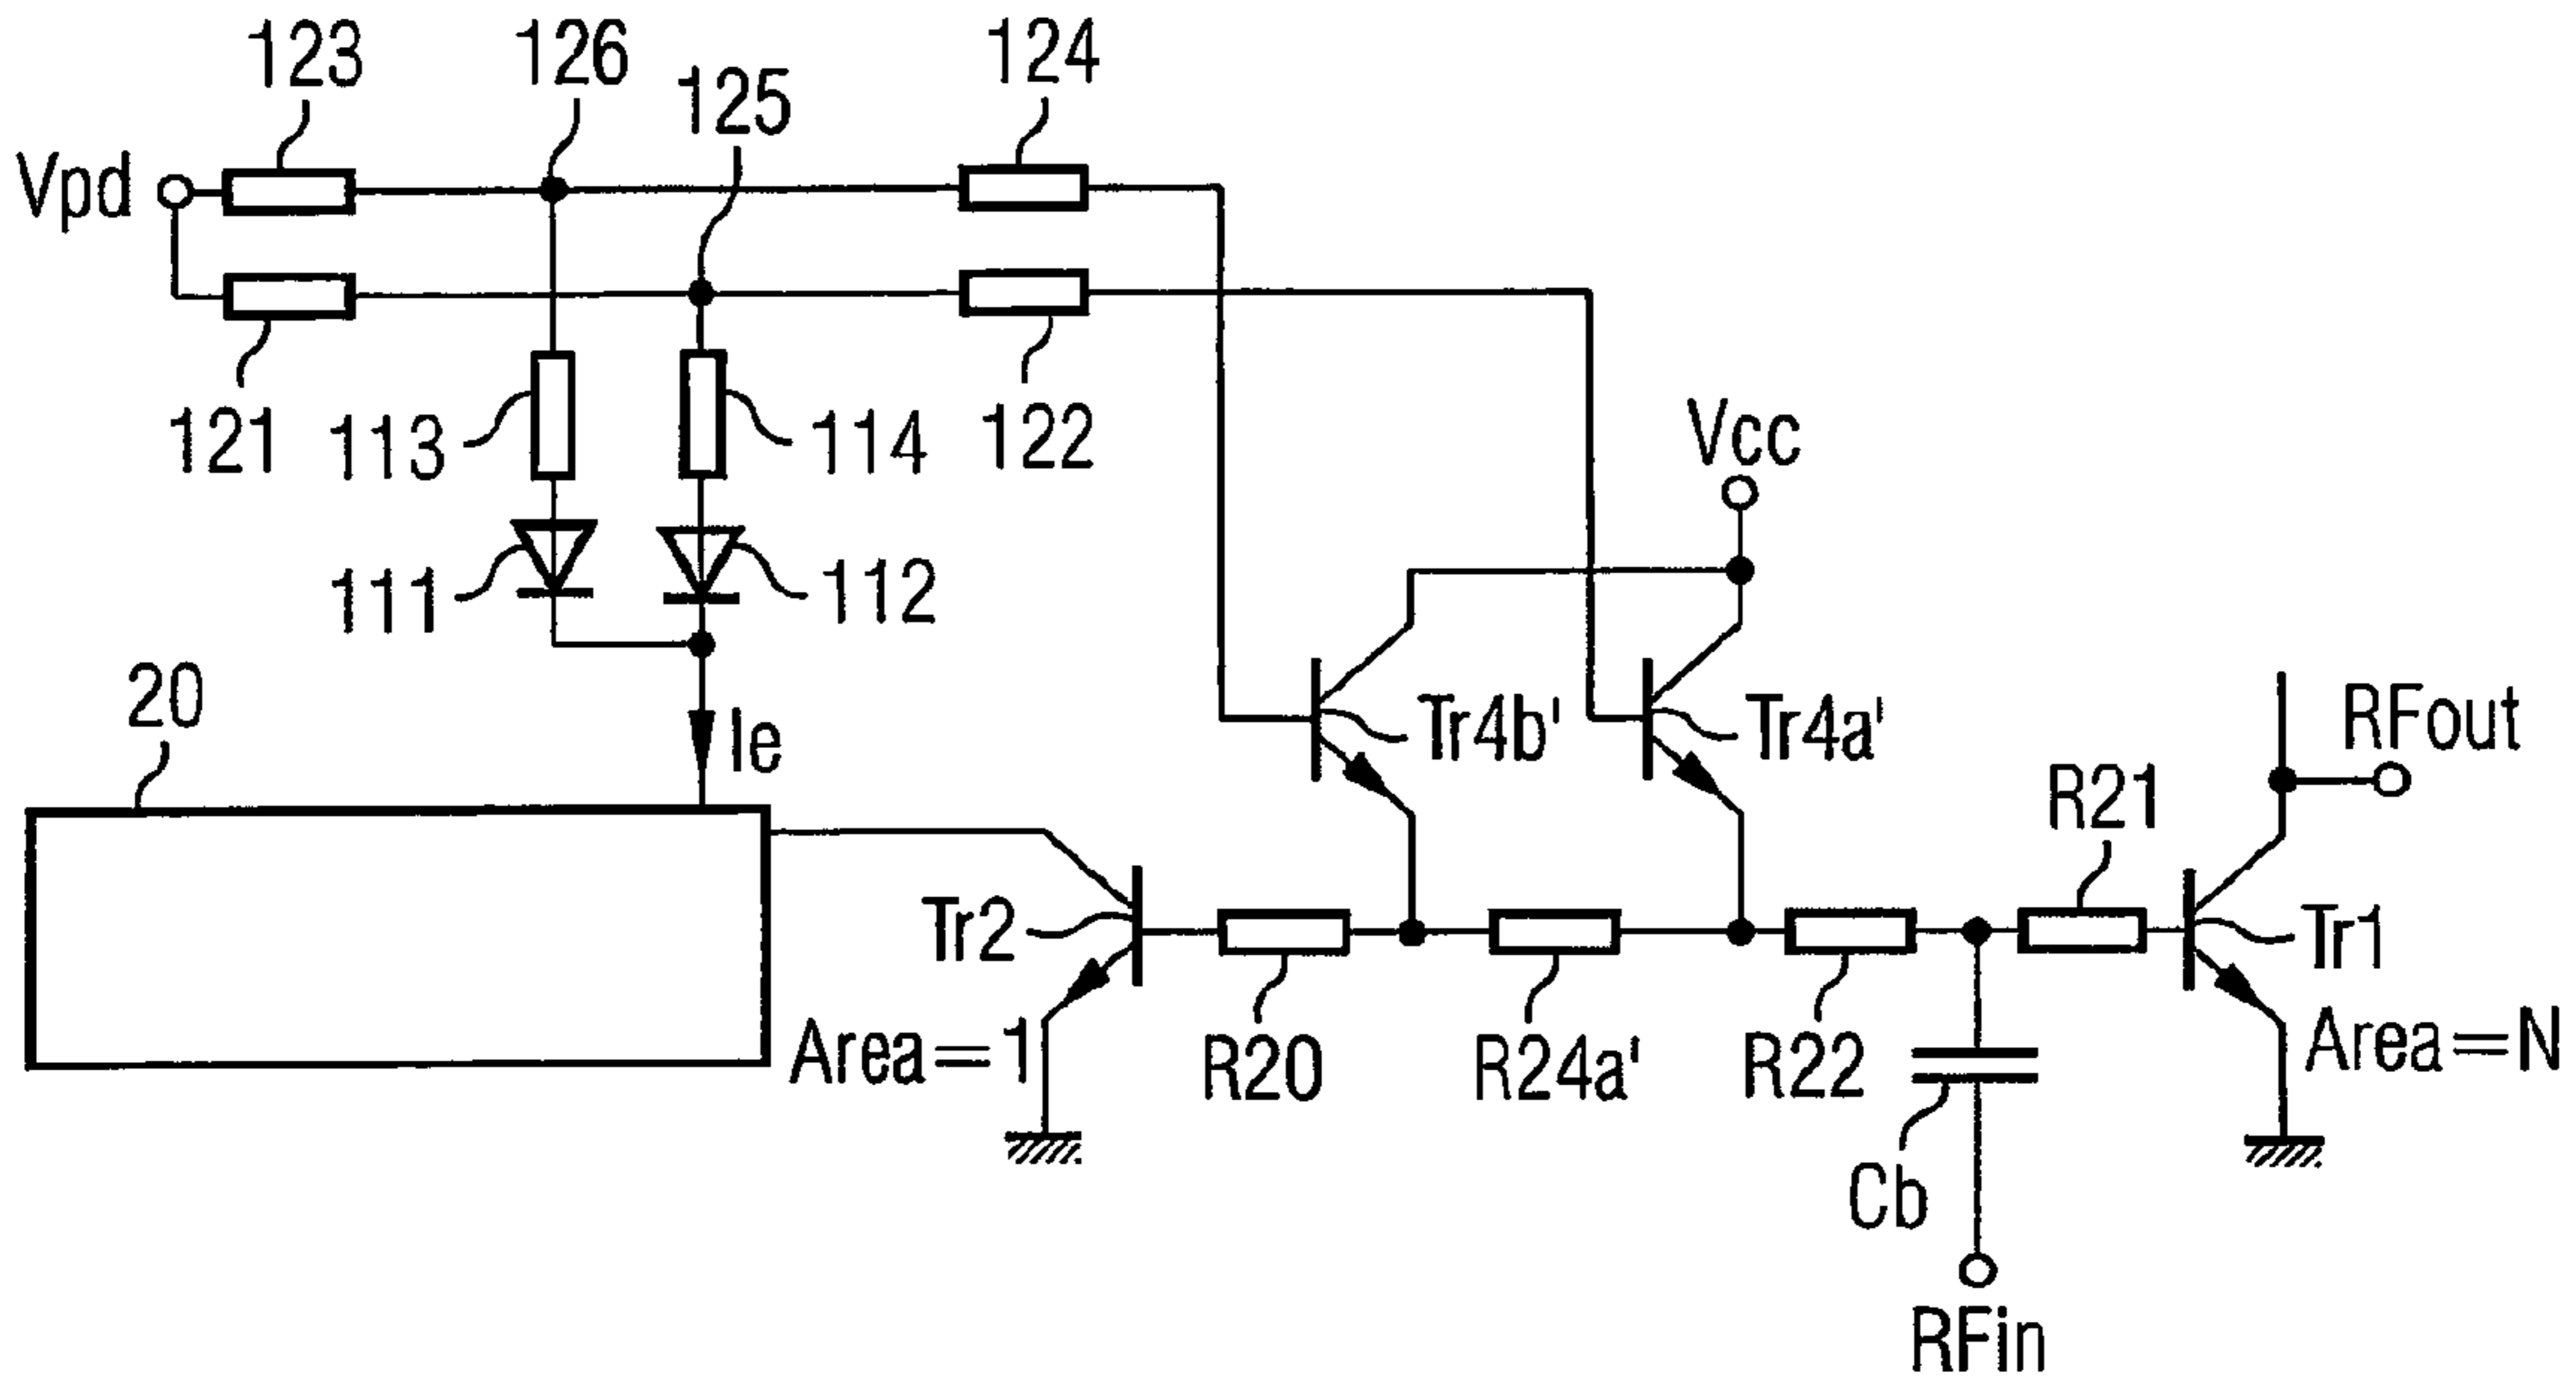 123
126
124
125
Vpd
121
113
114
122
Vcc
111
112
20
Ie
Tr4b'
Tr4a'
RFout
R21
Tr2
Tr1
Area=1
R20
R24a'
R22
Area=N
Cb
RFin